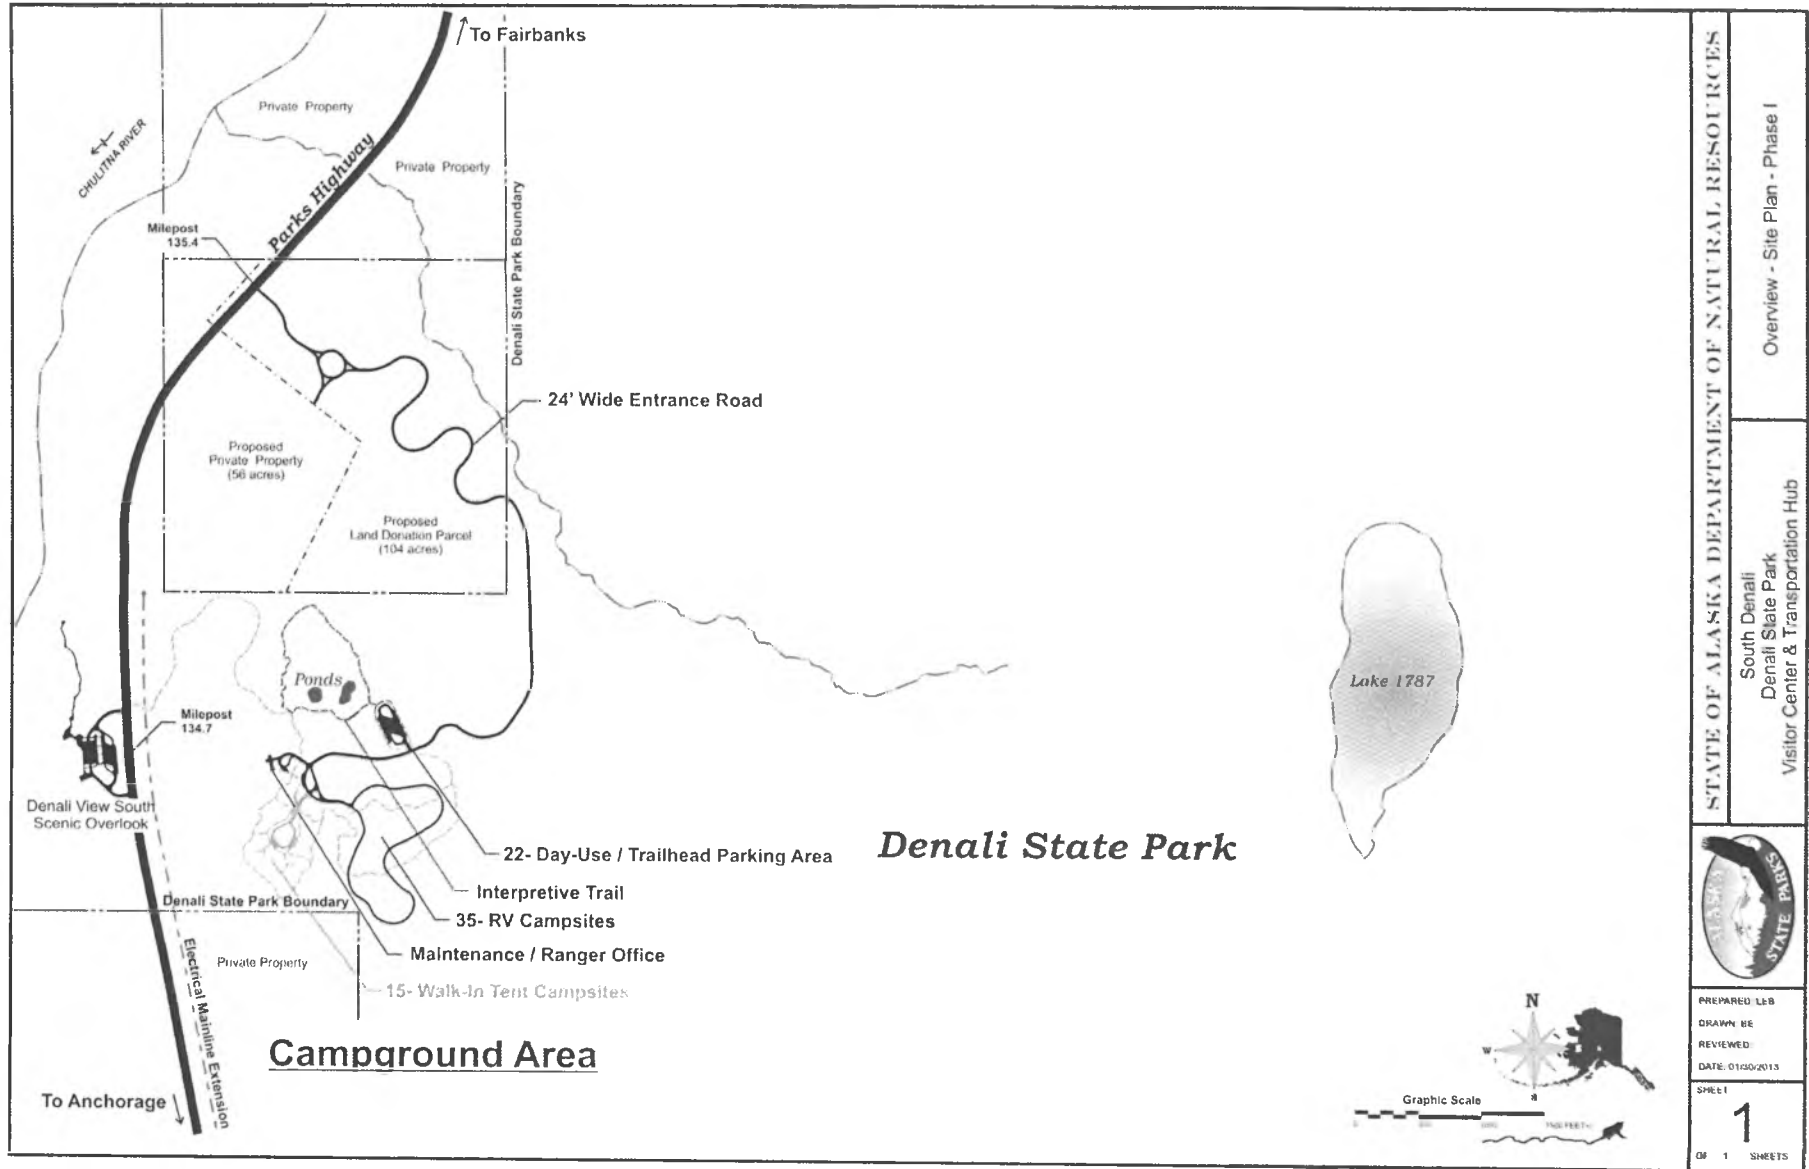 To Fairbanks
Private Property
CHULITNA RIVER
Parks Highway
Private Property
Denali State Park Boundary
Milepost
135.4
24' Wide Entrance Road
Proposed
Private Property
(56 acres)
Proposed
Land Donation Parcel
(104 acres)
Ponds
Lake 1787
Milepost
134.7
Denali View South
Scenic Overlook
Denali State Park
22- Day-Use / Trailhead Parking Area
Interpretive Trail
Denali State Park Boundary
35- RV Campsites
Maintenance / Ranger Office
Private Property
Electrical Mainline Extension
15- Walk-In Tent Campsites
Campground Area
To Anchorage
N
W
Graphic Scale
STATE OF ALASKA DEPARTMENT OF NATURAL RESOURCES
Overview - Site Plan - Phase I
South Denali
Denali State Park
Visitor Center & Transportation Hub
ALASKA
STATE PARKS
PREPARED: LEB
DRAWN: BE
REVIEWED:
DATE: 01/30/2013
SHEET
1
OF 1 SHEETS